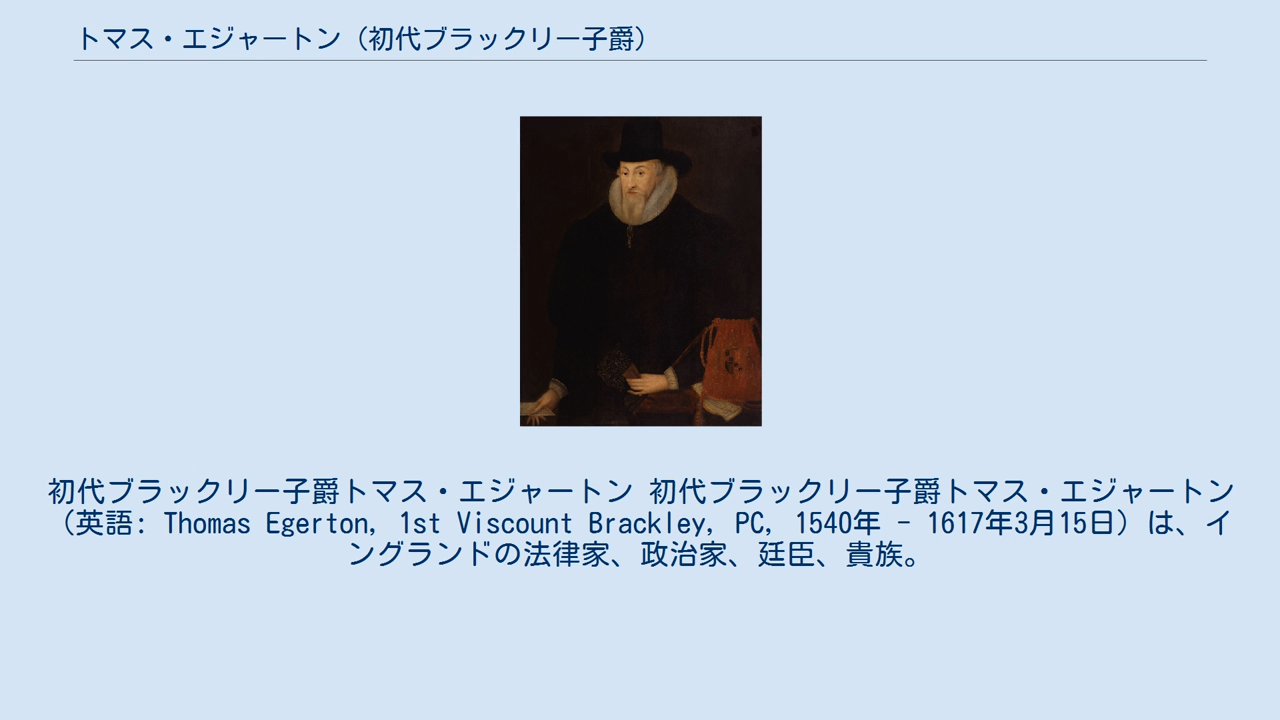 トマス・エジャートン（初代ブラックリー子爵）
初代ブラックリー子爵トマス・エジャートン 初代ブラックリー子爵トマス・エジャートン
（英語: Thomas Egerton, 1st Viscount Brackley, PC, 1540年 - 1617年3月15日）は、イ
ングランドの法律家、政治家、廷臣、貴族。